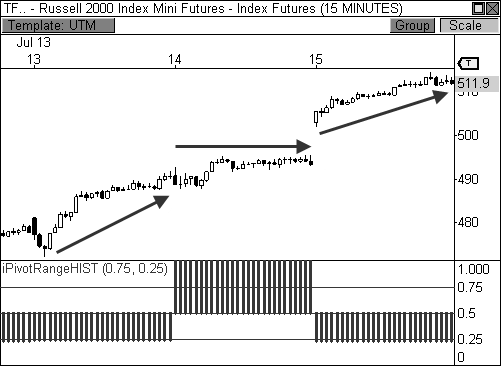 TF.. - Russell 2000 Index Mini Futures - Index Futures (15 MINUTES)
Template: UTM Group Scale
Jul 13
13 14 15
T
511.9
510
500
490
480
iPivotRangeHIST (0.75, 0.25)
1.000
0.75
0.5
0.25
0